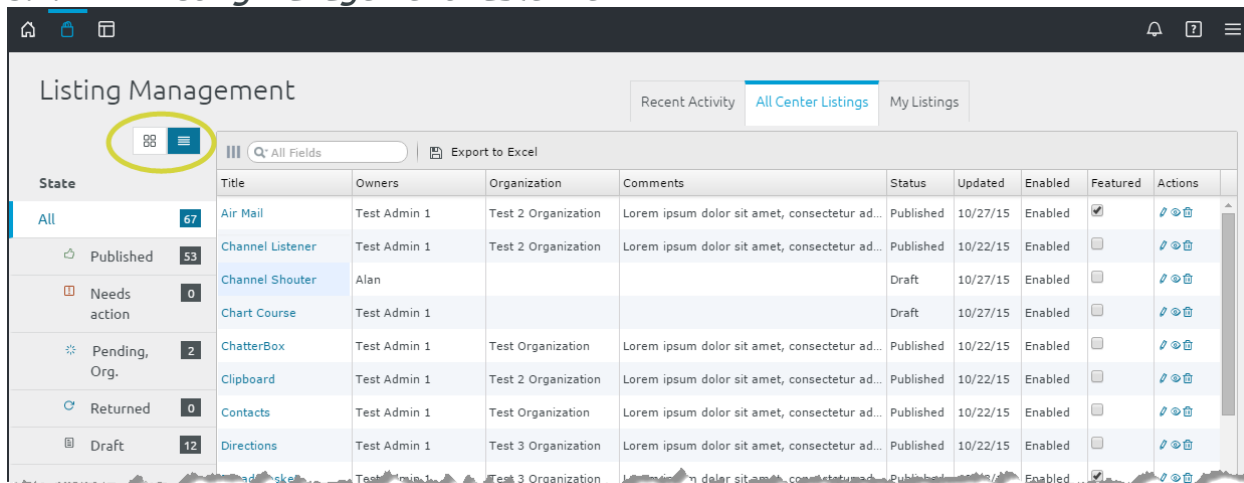 Listing Management
Recent Activity
All Center Listings
My Listings
All Fields
Export to Excel
State
Title Owners Organization Comments Status Updated Enabled Featured Actions
All 67
Air Mail Test Admin 1 Test 2 Organization Lorem ipsum dolor sit amet, consectetur ad... Published 10/27/15 Enabled
Published 53
Channel Listener Test Admin 1 Test 2 Organization Lorem ipsum dolor sit amet, consectetur ad... Published 10/22/15 Enabled
Channel Shouter Alan Draft 10/27/15 Enabled
Needs 0
action
Chart Course Test Admin 1 Draft 10/27/15 Enabled
Pending, 2
Org.
ChatterBox Test Admin 1 Test Organization Lorem ipsum dolor sit amet, consectetur ad... Published 10/22/15 Enabled
Clipboard Test Admin 1 Test 2 Organization Lorem ipsum dolor sit amet, consectetur ad... Published 10/22/15 Enabled
Returned 0
Contacts Test Admin 1 Test Organization Lorem ipsum dolor sit amet, consectetur ad... Published 10/22/15 Enabled
Draft 12
Directions Test Admin 1 Test 3 Organization Lorem ipsum dolor sit amet, consectetur ad... Published 10/22/15 Enabled
Test 3 Organization Enabled